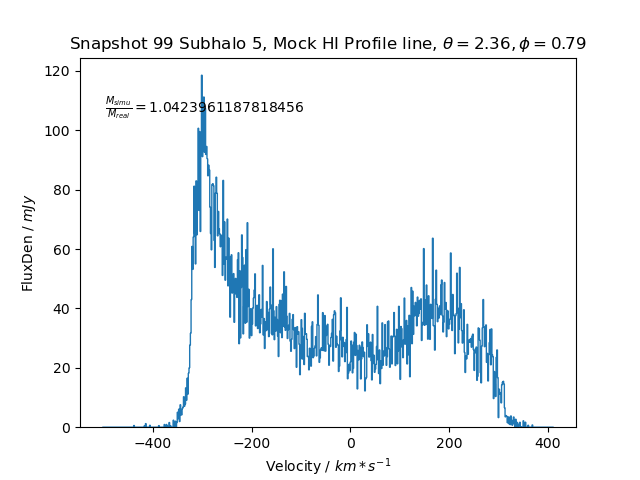 Snapshot 99 Subhalo 5, Mock HI Profile line, θ = 2.36, ϕ = 0.79
M_simu/M_real = 1.0423961187818456
FluxDen / mJy
120
100
80
60
40
20
0
−400 −200 0 200 400
Velocity / km * s⁻¹